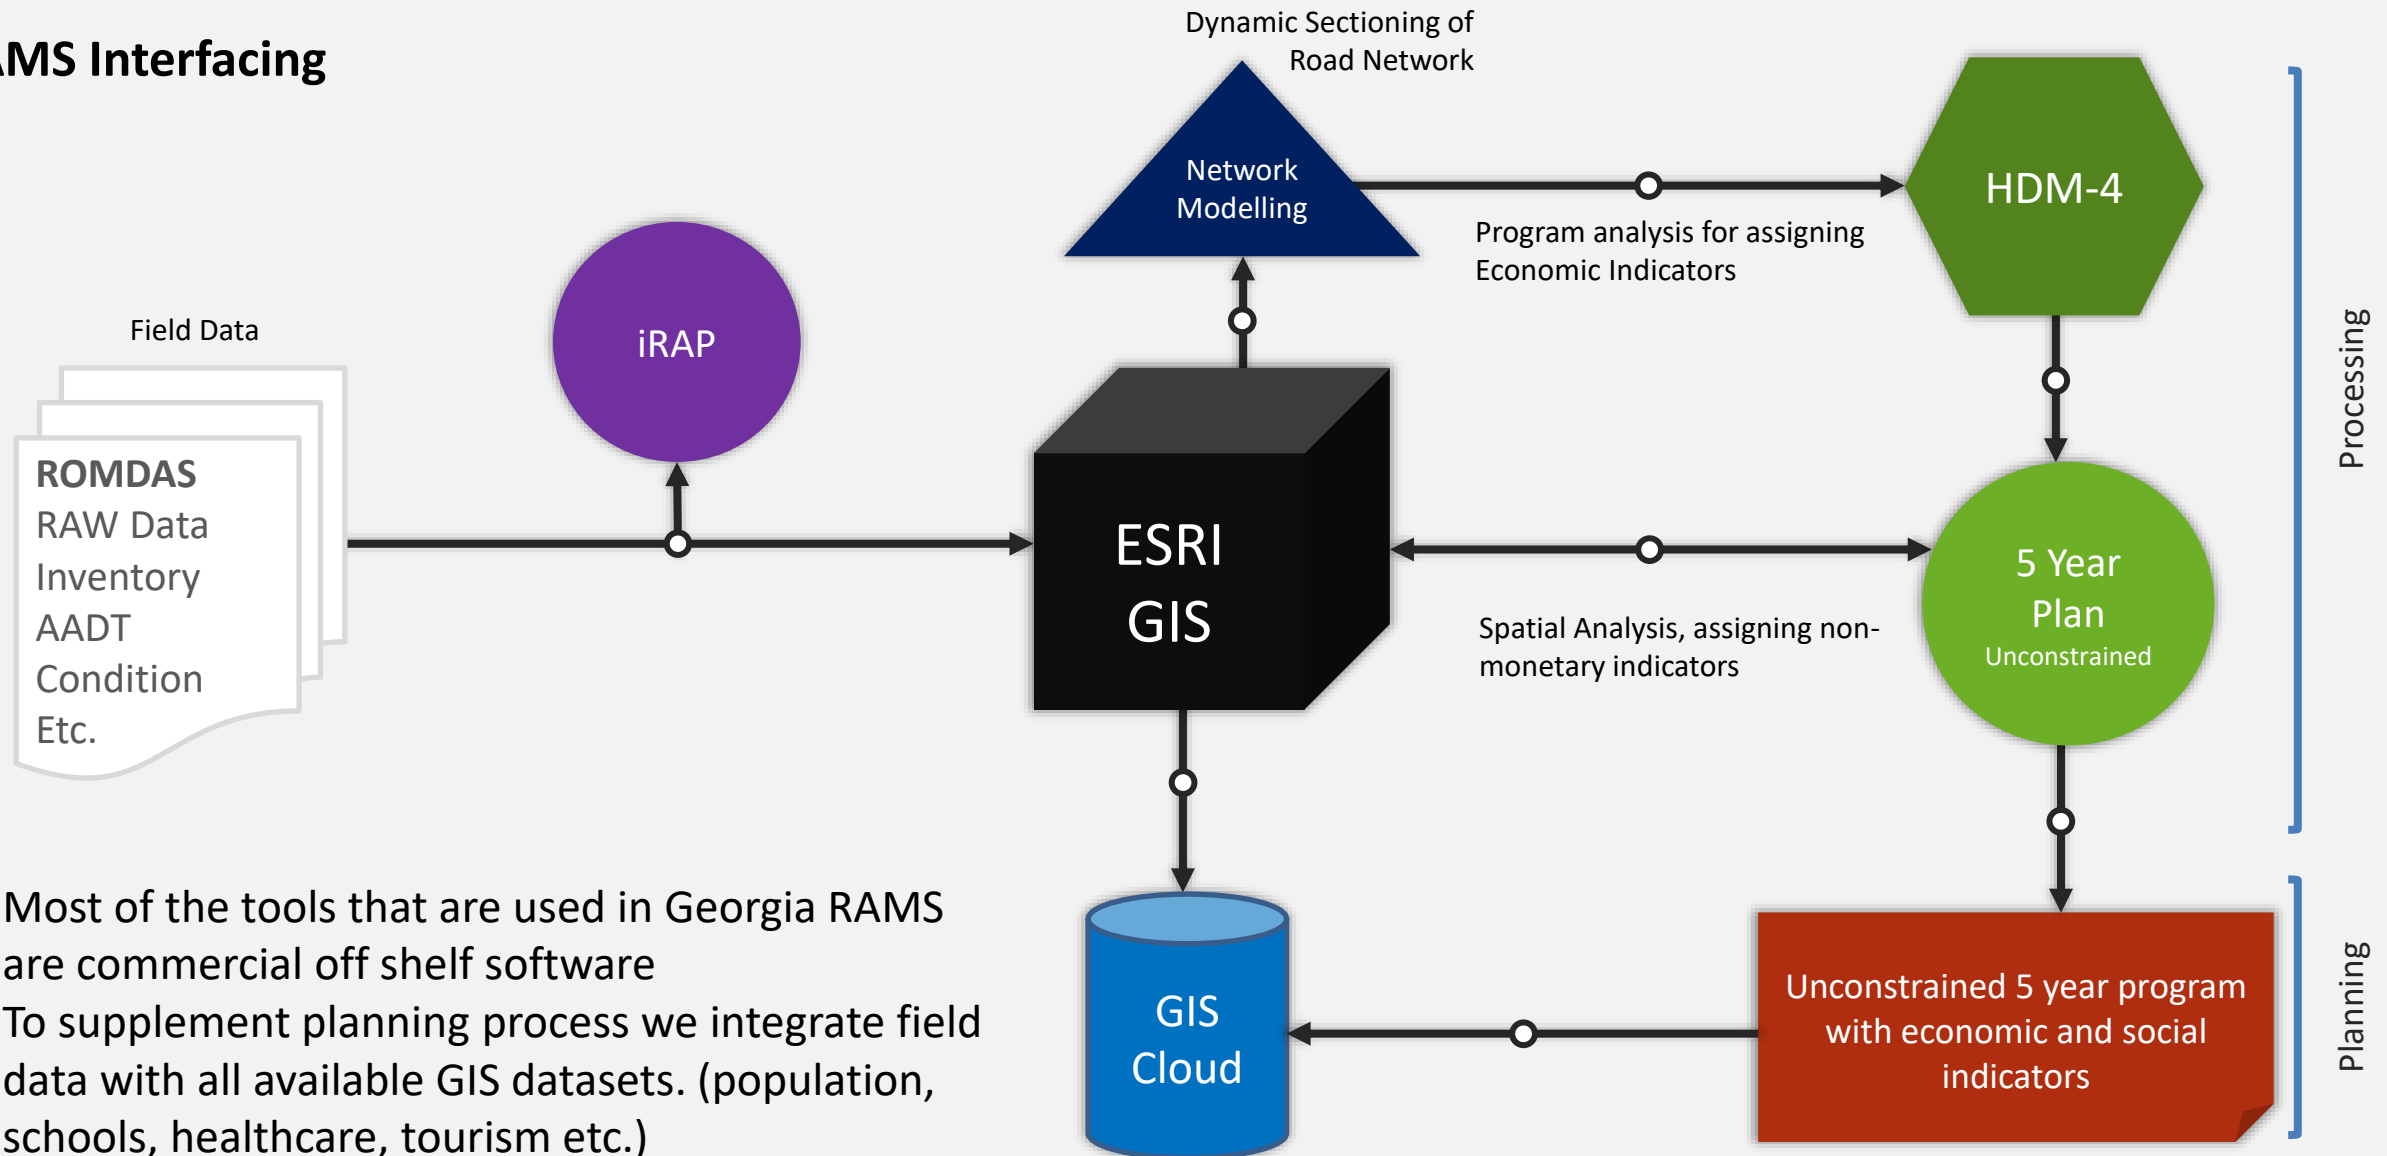 AMS Interfacing
Dynamic Sectioning of
Road Network
Network
Modelling
HDM-4
Program analysis for assigning
Economic Indicators
Processing
iRAP
Field Data
ROMDAS
RAW Data
Inventory
AADT
Condition
Etc.
ESRI
GIS
5 Year
Plan
Unconstrained
Spatial Analysis, assigning non-
monetary indicators
Most of the tools that are used in Georgia RAMS
are commercial off shelf software
To supplement planning process we integrate field
data with all available GIS datasets. (population,
schools, healthcare, tourism etc.)
GIS
Cloud
Unconstrained 5 year program
with economic and social
indicators
Planning